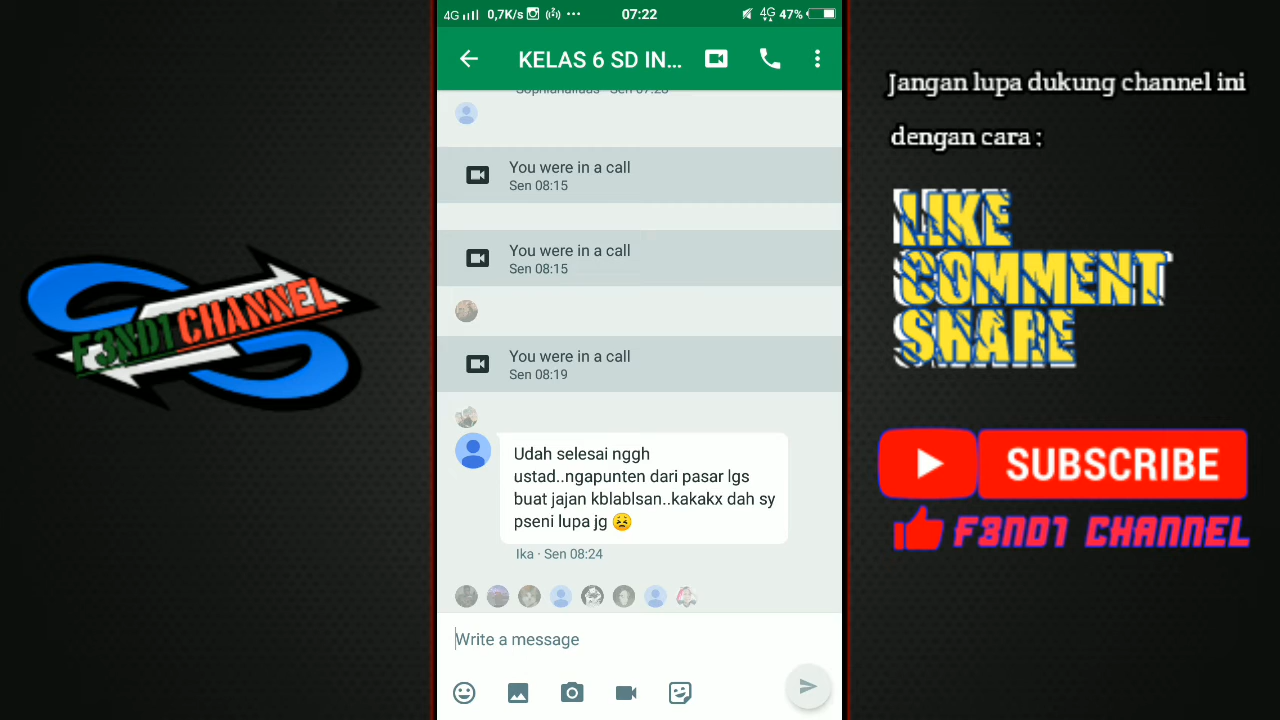 4G 0,7K/s 07:22 4G 47%
KELAS 6 SD IN...
You were in a call
Sen 08:15
You were in a call
Sen 08:15
You were in a call
Sen 08:19
Udah selesai nggh
ustad..ngapunten dari pasar lgs
buat jajan kblablsan..kakakx dah sy
pseni lupa jg 😣
Ika · Sen 08:24
Write a message
F3ND1 CHANNEL
Jangan lupa dukung channel ini
dengan cara :
LIKE
COMMENT
SHARE
SUBSCRIBE
F3ND1 CHANNEL